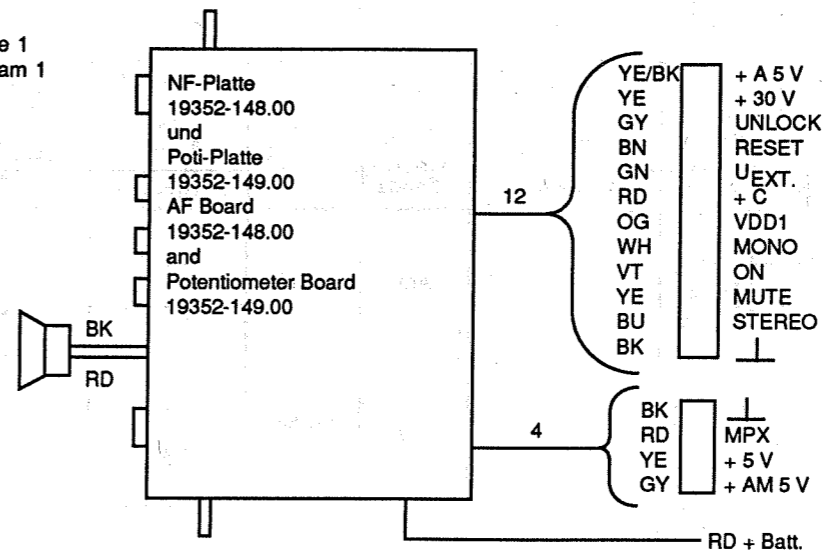 e 1
am 1
NF-Platte
19352-148.00
und
Poti-Platte
19352-149.00
AF Board
19352-148.00
and
Potentiometer Board
19352-149.00
BK
RD
12
YE/BK + A 5 V
YE + 30 V
GY UNLOCK
BN RESET
GN UEXT.
RD + C
OG VDD1
WH MONO
VT ON
YE MUTE
BU STEREO
BK
4
BK
RD MPX
YE + 5 V
GY + AM 5 V
RD + Batt.